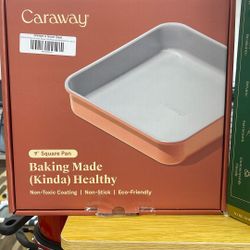 Caraway®
9" Square Pan
Baking Made
(Kinda) Healthy
Non-Toxic Coating | Non-Stick | Eco-Friendly